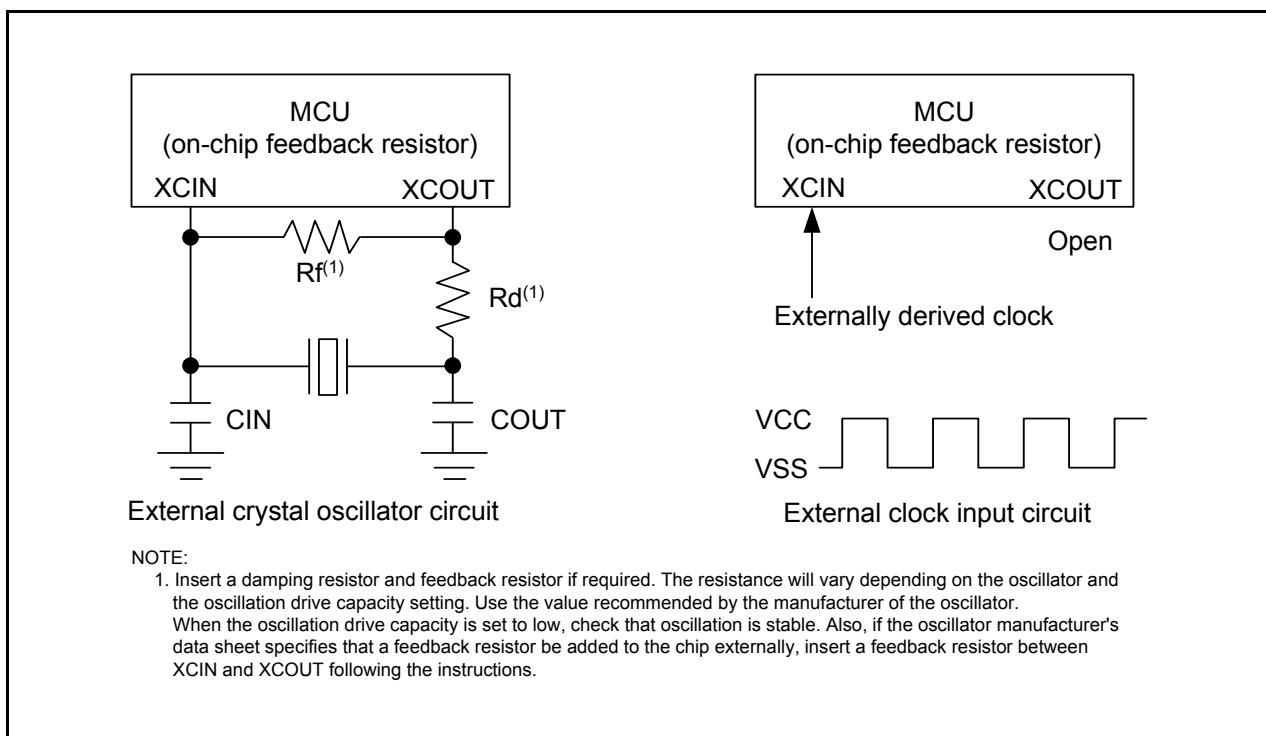 MCU
(on-chip feedback resistor)
XCIN XCOUT
Rf(1)
Rd(1)
CIN
COUT
External crystal oscillator circuit
MCU
(on-chip feedback resistor)
XCIN XCOUT
Open
Externally derived clock
VCC
VSS
External clock input circuit
NOTE:
1. Insert a damping resistor and feedback resistor if required. The resistance will vary depending on the oscillator and
the oscillation drive capacity setting. Use the value recommended by the manufacturer of the oscillator.
When the oscillation drive capacity is set to low, check that oscillation is stable. Also, if the oscillator manufacturer's
data sheet specifies that a feedback resistor be added to the chip externally, insert a feedback resistor between
XCIN and XCOUT following the instructions.